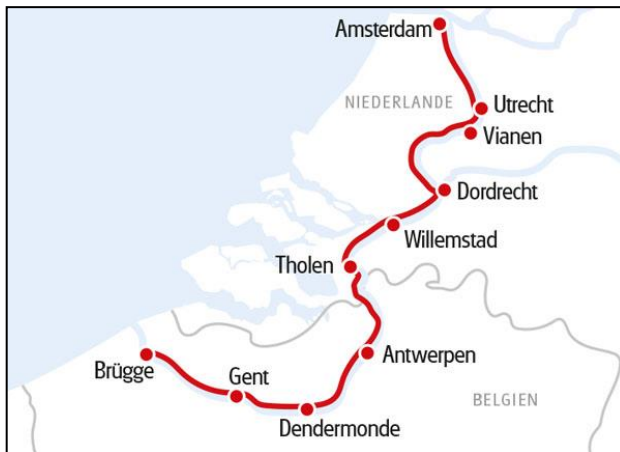 Amsterdam
NIEDERLANDE
Utrecht
Vianen
Dordrecht
Willemstad
Tholen
Antwerpen
Brügge
Gent
BELGIEN
Dendermonde